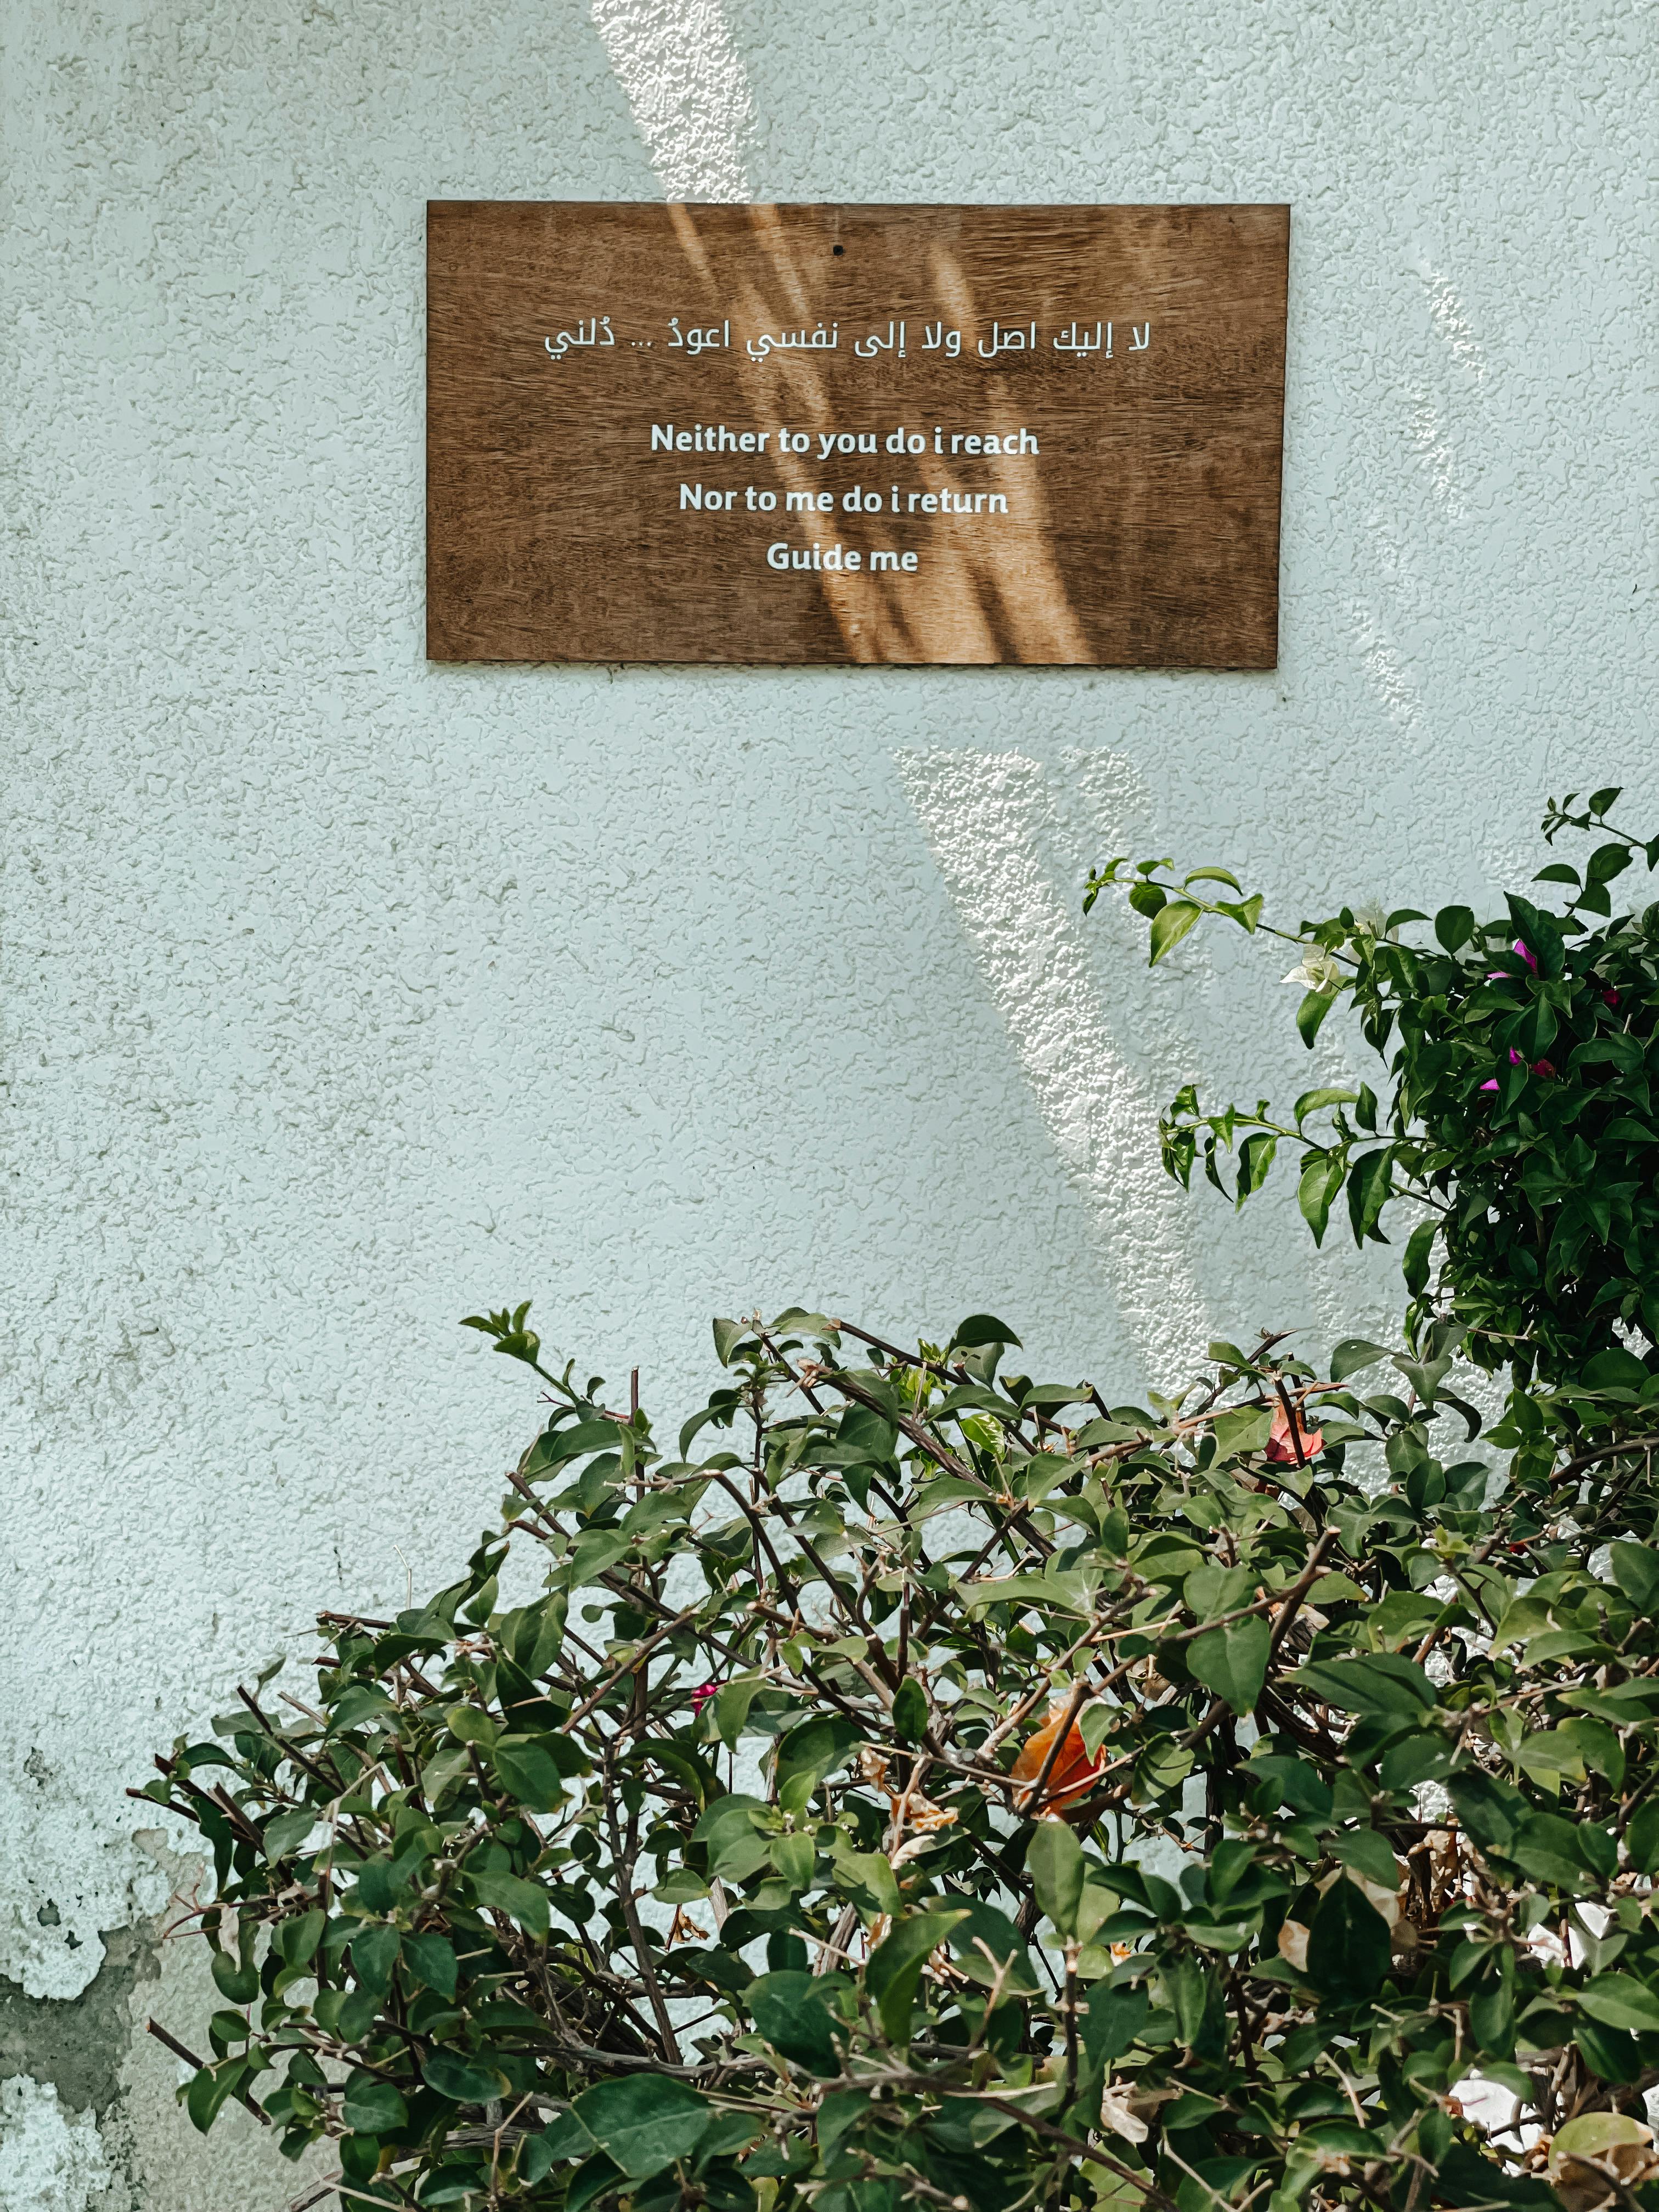 لا إليك اصل ولا إلى نفسي اعودُ ... دُلني
Neither to you do i reach
Nor to me do i return
Guide me